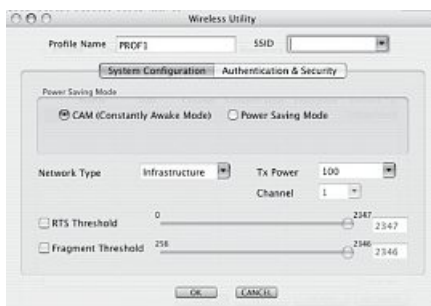 Wireless Utility
Profile Name PROF1 SSID
System Configuration Authentication & Security
Power Saving Mode
CAM (Constantly Awake Mode) Power Saving Mode
Network Type Infrastructure Tx Power 100
Channel 1
RTS Threshold 0 2347 2347
Fragment Threshold 256 2346 2346
OK CANCEL